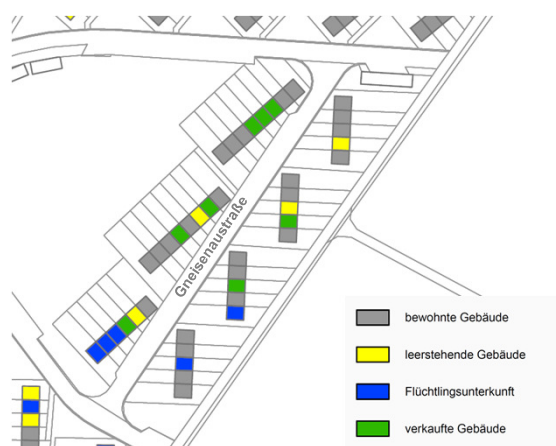 Gneisenaustraße
bewohnte Gebäude
leerstehende Gebäude
Flüchtlingsunterkunft
verkaufte Gebäude